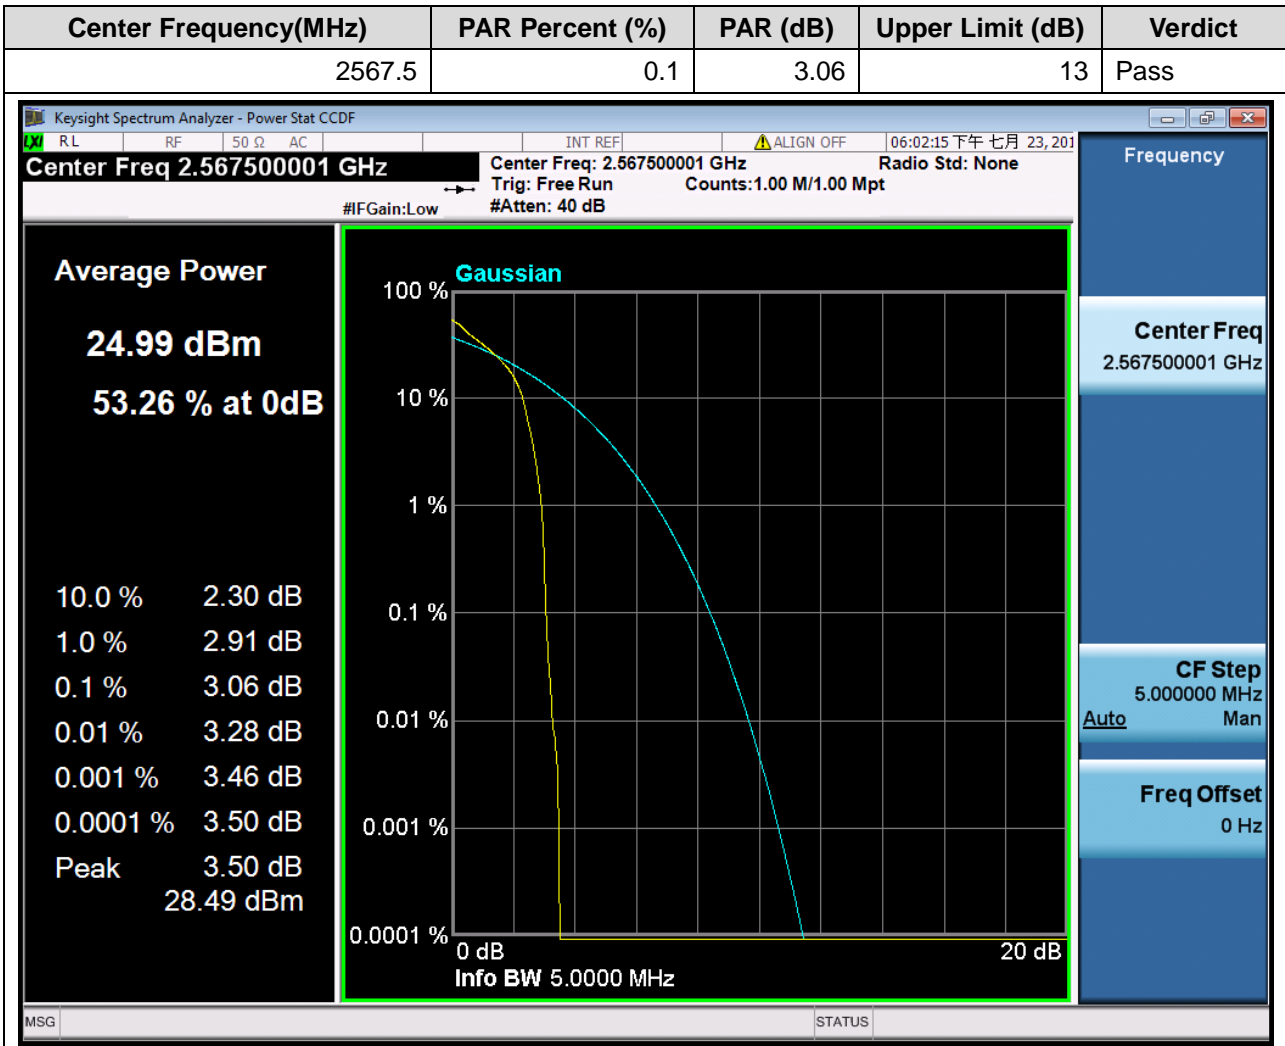 Center Frequency(MHz) PAR Percent (%) PAR (dB) Upper Limit (dB) Verdict
2567.5 0.1 3.06 13 Pass
Keysight Spectrum Analyzer - Power Stat CCDF
LXI RL RF 50 Ω AC INT REF ALIGN OFF 06:02:15 下午 七月 23, 201
Center Freq 2.567500001 GHz
Center Freq: 2.567500001 GHz Radio Std: None
Trig: Free Run Counts:1.00 M/1.00 Mpt
#IFGain:Low #Atten: 40 dB
Average Power
24.99 dBm
53.26 % at 0dB
10.0 % 2.30 dB
1.0 % 2.91 dB
0.1 % 3.06 dB
0.01 % 3.28 dB
0.001 % 3.46 dB
0.0001 % 3.50 dB
Peak 3.50 dB
28.49 dBm
Gaussian
100 %
10 %
1 %
0.1 %
0.01 %
0.001 %
0.0001 %
0 dB 20 dB
Info BW 5.0000 MHz
Frequency
Center Freq
2.567500001 GHz
CF Step
5.000000 MHz
Auto Man
Freq Offset
0 Hz
MSG STATUS